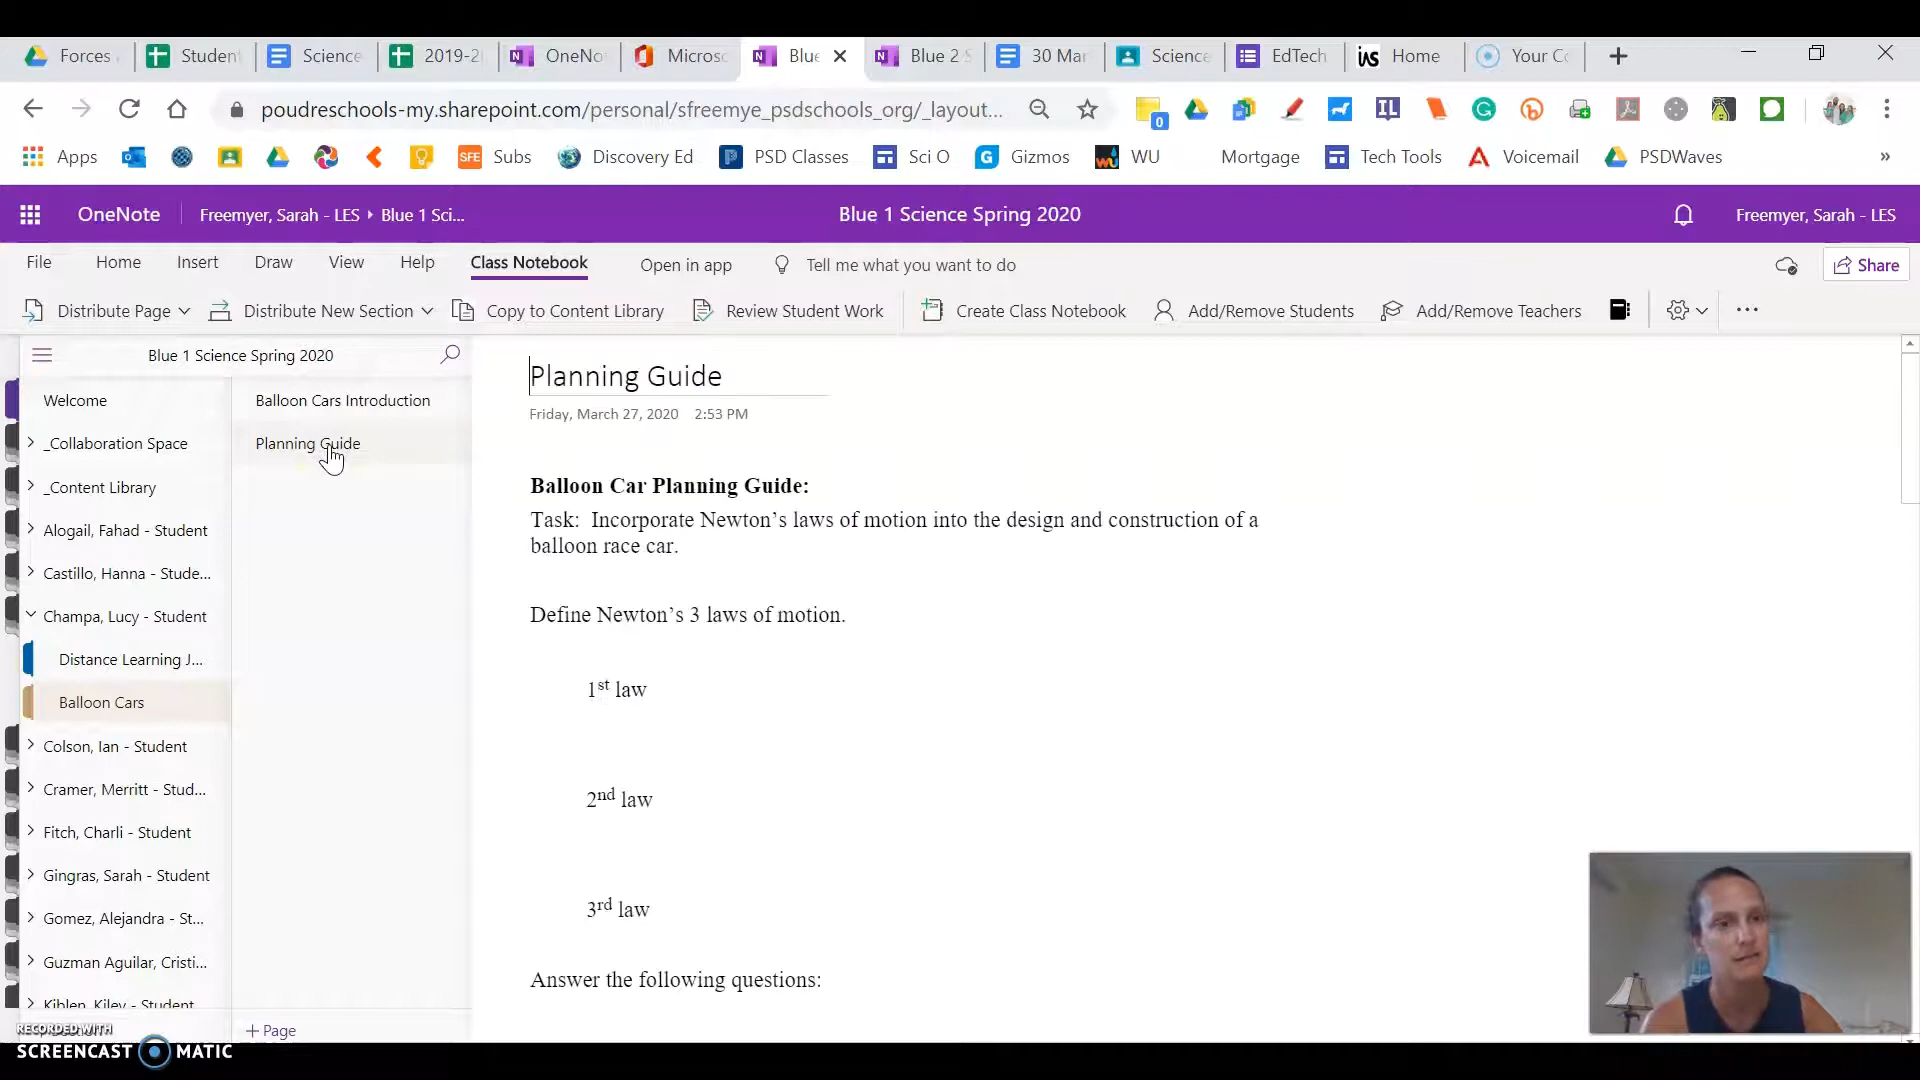 Forces
Student
Science
2019-2
OneNo
Micros
Blue
Blue 2 S
30 Mar
Science
EdTech
ias
Home
Your Co
poudreschools-my.sharepoint.com/personal/sfreemye_psdschools_org/_layout...
0
IL
Apps
SFE Subs
Discovery Ed
PSD Classes
Sci O
Gizmos
WU
Mortgage
Tech Tools
Voicemail
PSDWaves
»
OneNote
Freemyer, Sarah - LES
Blue 1 Sci...
Blue 1 Science Spring 2020
Freemyer, Sarah - LES
File
Home
Insert
Draw
View
Help
Class Notebook
Open in app
Tell me what you want to do
Share
Distribute Page
Distribute New Section
Copy to Content Library
Review Student Work
Create Class Notebook
Add/Remove Students
Add/Remove Teachers
...
Blue 1 Science Spring 2020
Welcome
_Collaboration Space
_Content Library
Alogail, Fahad - Student
Castillo, Hanna - Stude...
Champa, Lucy - Student
Distance Learning J...
Balloon Cars
Colson, Ian - Student
Cramer, Merritt - Stud...
Fitch, Charli - Student
Gingras, Sarah - Student
Gomez, Alejandra - St...
Guzman Aguilar, Cristi...
Kiblen, Kiley - Student
Balloon Cars Introduction
Planning Guide
+ Page
Planning Guide
Friday, March 27, 2020 2:53 PM
Balloon Car Planning Guide:
Task: Incorporate Newton's laws of motion into the design and construction of a
balloon race car.
Define Newton's 3 laws of motion.
1st law
2nd law
3rd law
Answer the following questions:
RECORDED WITH
SCREENCAST MATIC